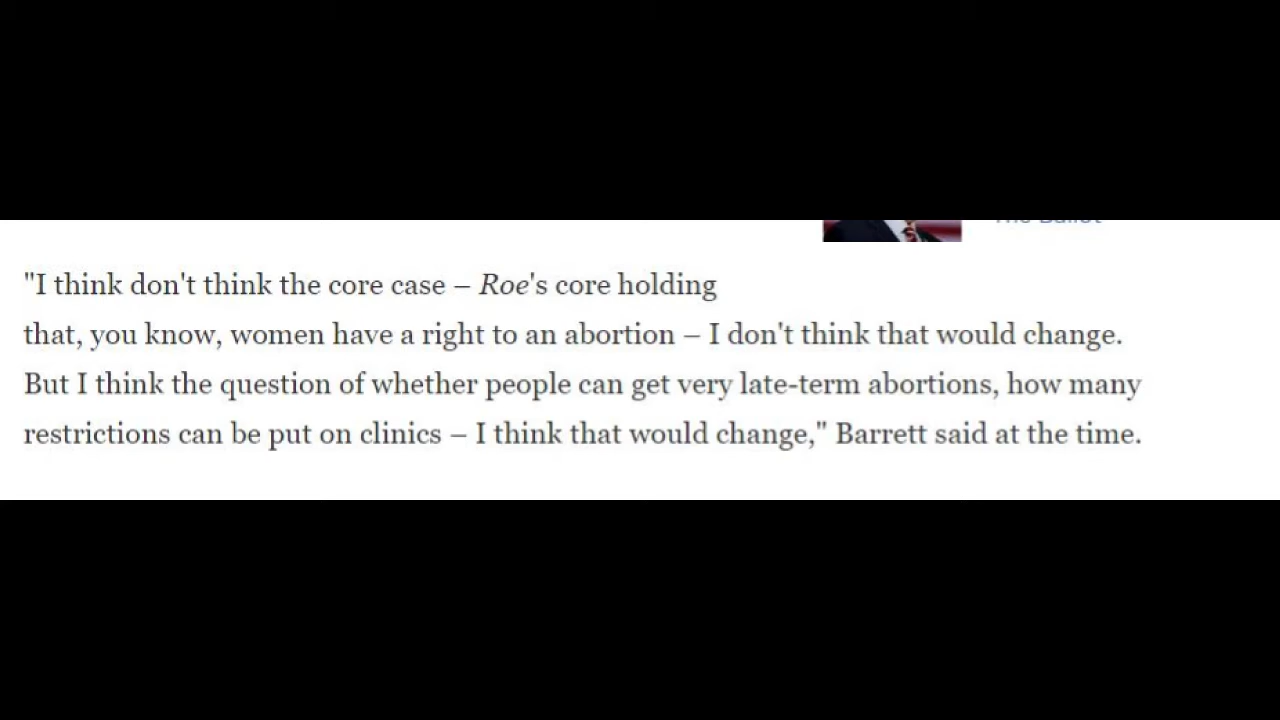 "I think don't think the core case – Roe's core holding
that, you know, women have a right to an abortion – I don't think that would change.
But I think the question of whether people can get very late-term abortions, how many
restrictions can be put on clinics – I think that would change," Barrett said at the time.